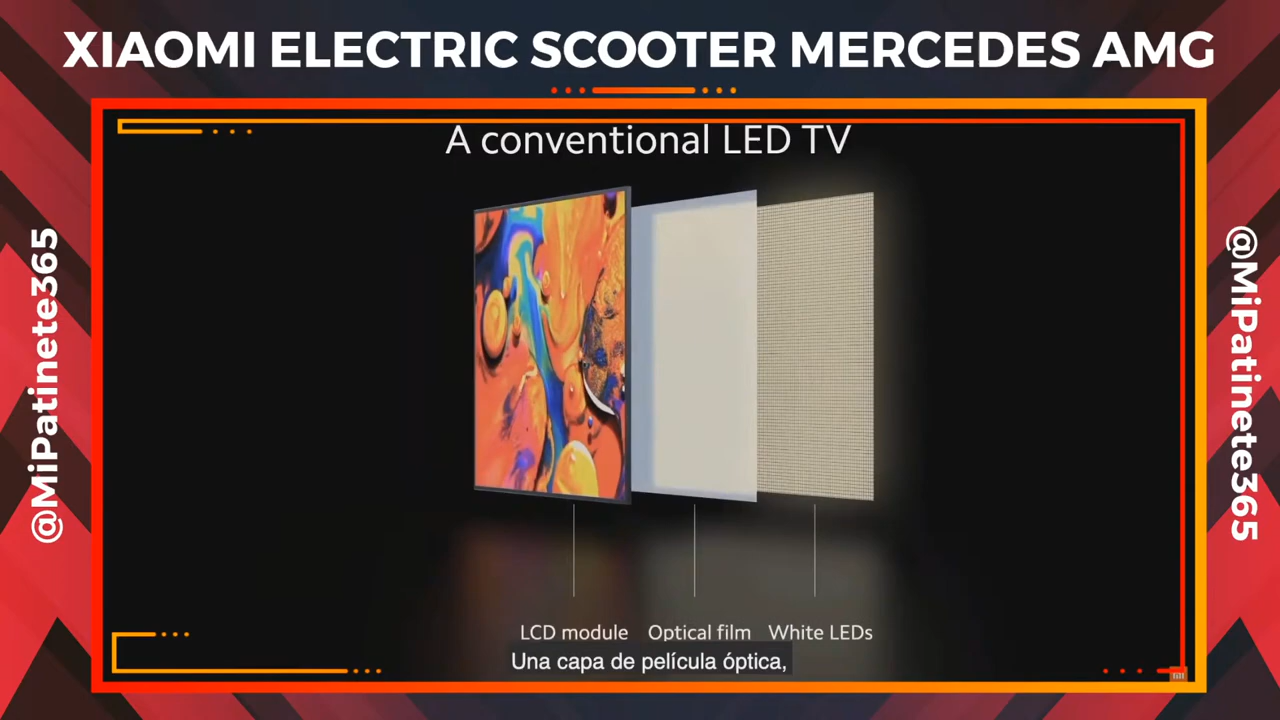 XIAOMI ELECTRIC SCOOTER MERCEDES AMG
A conventional LED TV
@MiPatinete365
@MiPatinete365
LCD module Optical film White LEDs
Una capa de película óptica,
mi